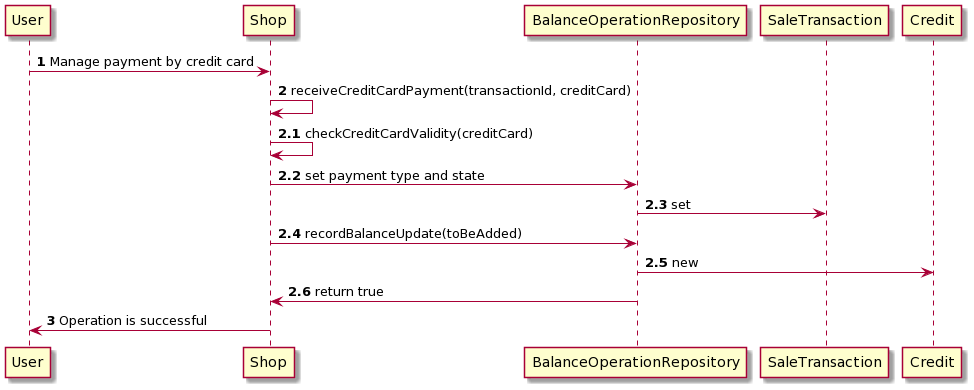 User
Shop
BalanceOperationRepository
SaleTransaction
Credit
1 Manage payment by credit card
2 receiveCreditCardPayment(transactionId, creditCard)
2.1 checkCreditCardValidity(creditCard)
2.2 set payment type and state
2.3 set
2.4 recordBalanceUpdate(toBeAdded)
2.5 new
2.6 return true
3 Operation is successful
User
Shop
BalanceOperationRepository
SaleTransaction
Credit